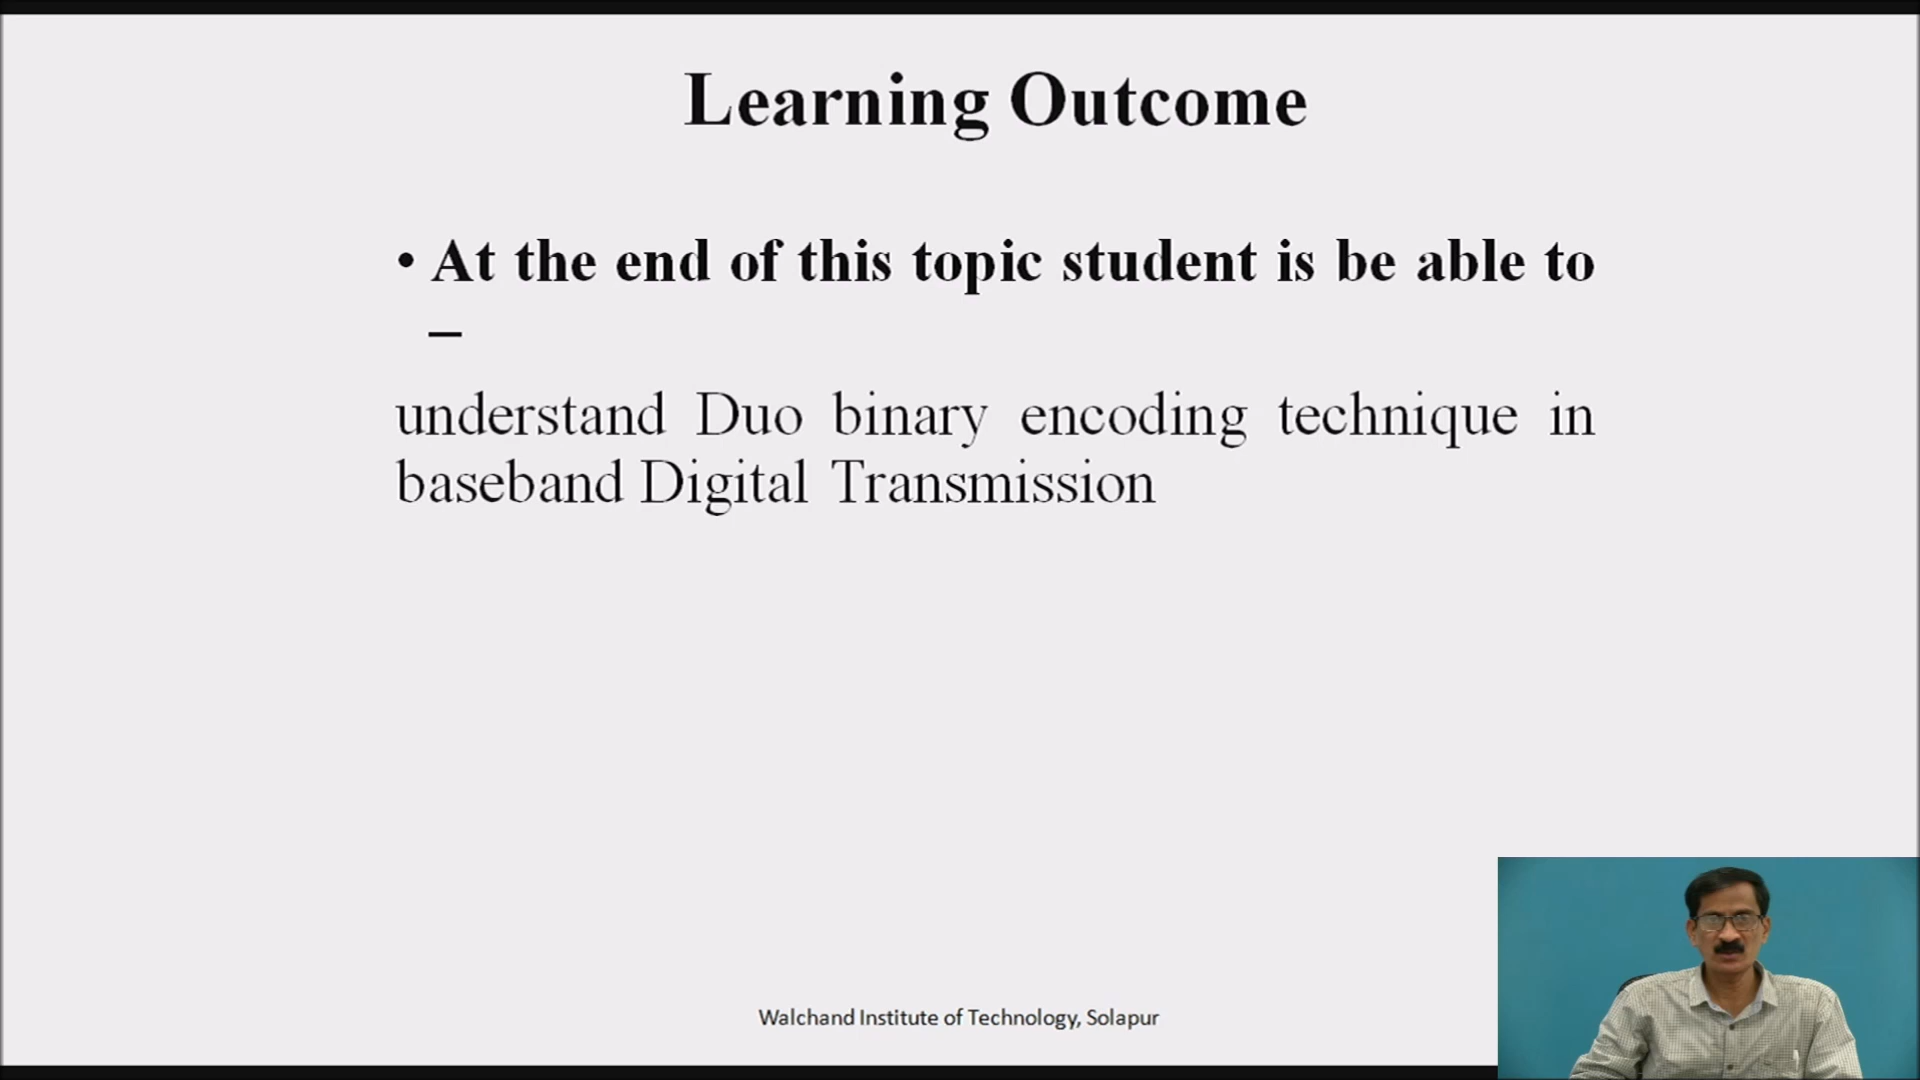 Learning Outcome
• At the end of this topic student is be able to
–
understand Duo binary encoding technique in
baseband Digital Transmission
Walchand Institute of Technology, Solapur